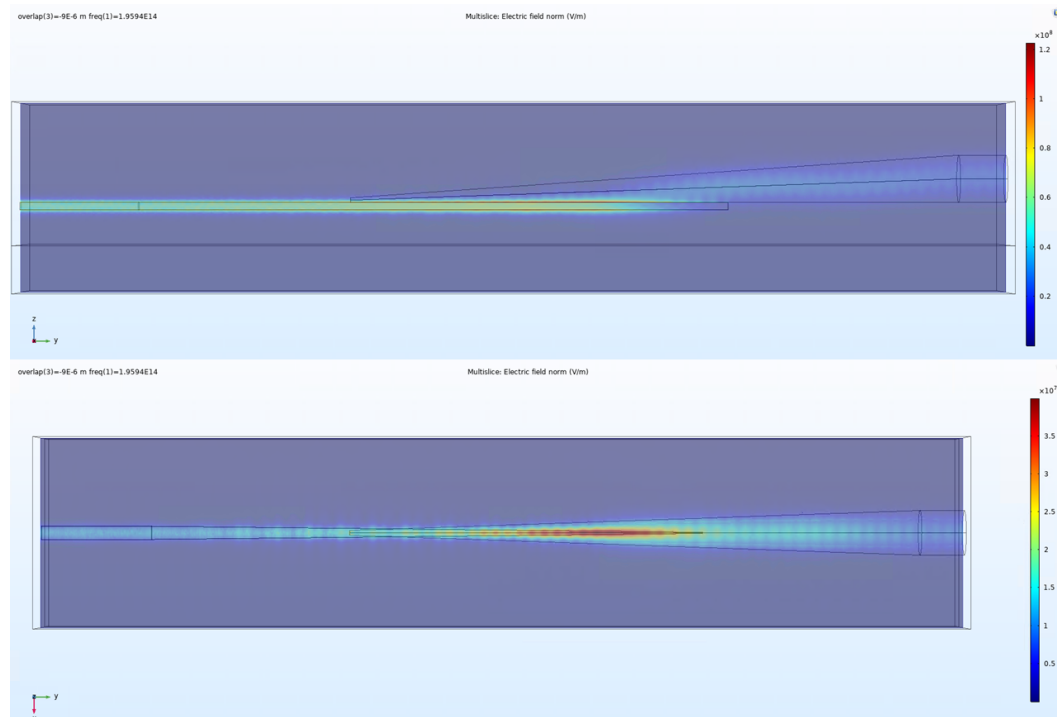 overlap(3)=-9E-6 m freq(1)=1.9594E14
Multislice: Electric field norm (V/m)
×10⁸
1.2
1
0.8
0.6
0.4
0.2
z
y
overlap(3)=-9E-6 m freq(1)=1.9594E14
Multislice: Electric field norm (V/m)
×10⁷
3.5
3
2.5
2
1.5
1
0.5
y